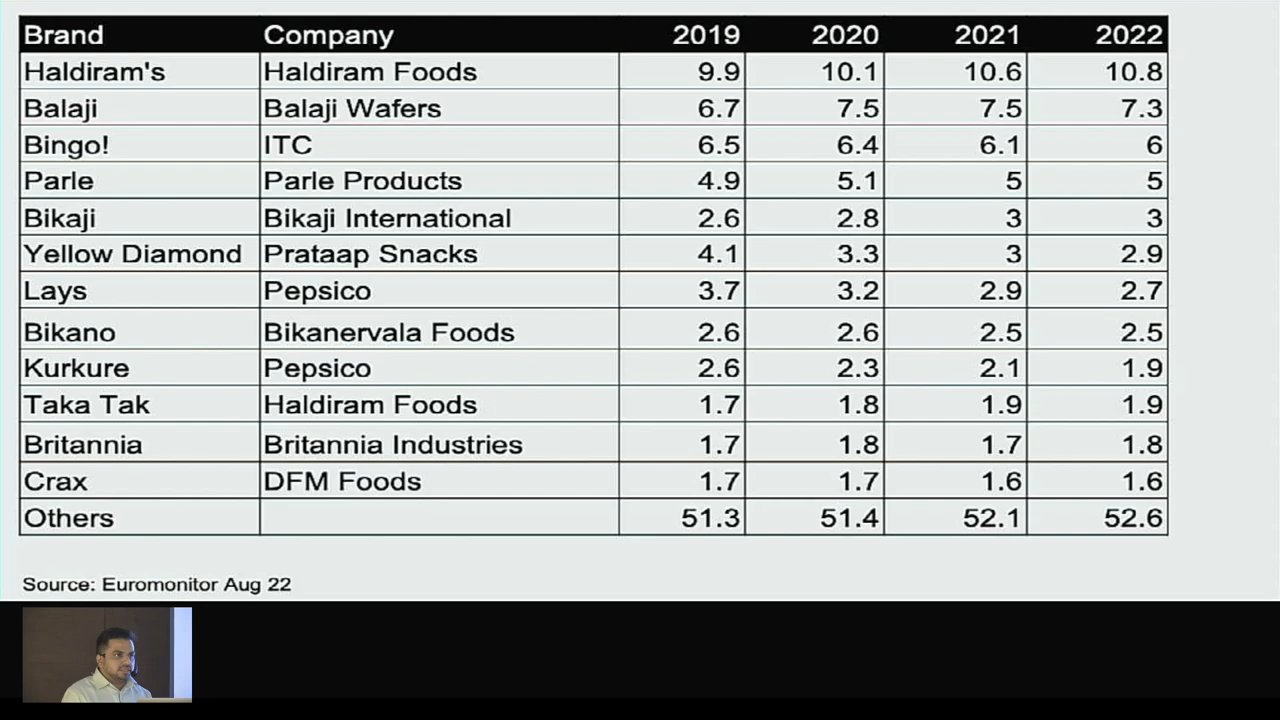 Brand Company 2019 2020 2021 2022
Haldiram's Haldiram Foods 9.9 10.1 10.6 10.8
Balaji Balaji Wafers 6.7 7.5 7.5 7.3
Bingo! ITC 6.5 6.4 6.1 6
Parle Parle Products 4.9 5.1 5 5
Bikaji Bikaji International 2.6 2.8 3 3
Yellow Diamond Prataap Snacks 4.1 3.3 3 2.9
Lays Pepsico 3.7 3.2 2.9 2.7
Bikano Bikanervala Foods 2.6 2.6 2.5 2.5
Kurkure Pepsico 2.6 2.3 2.1 1.9
Taka Tak Haldiram Foods 1.7 1.8 1.9 1.9
Britannia Britannia Industries 1.7 1.8 1.7 1.8
Crax DFM Foods 1.7 1.7 1.6 1.6
Others 51.3 51.4 52.1 52.6
Source: Euromonitor Aug 22